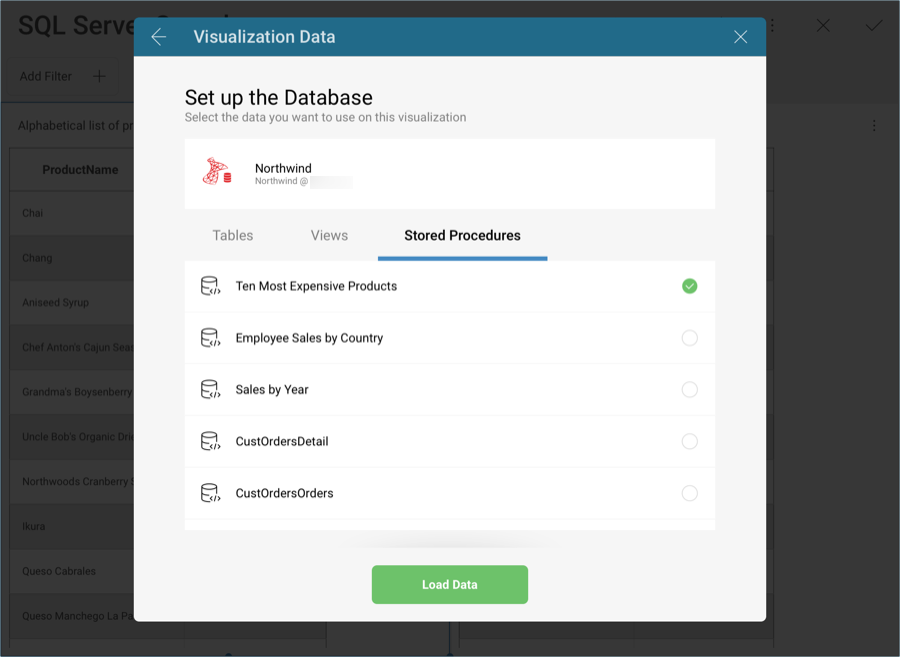 SQL Serve
Visualization Data
Add Filter
Set up the Database
Select the data you want to use on this visualization
Alphabetical list of pr
Northwind
Northwind @
ProductName
Tables
Views
Stored Procedures
Chai
Chang
Aniseed Syrup
Chef Anton's Cajun Sea
Grandma's Boysenberry
Uncle Bob's Organic Drie
Northwoods Cranberry S
Ikura
Queso Cabrales
Queso Manchego La Pa
Ten Most Expensive Products
Employee Sales by Country
Sales by Year
CustOrdersDetail
CustOrdersOrders
Load Data